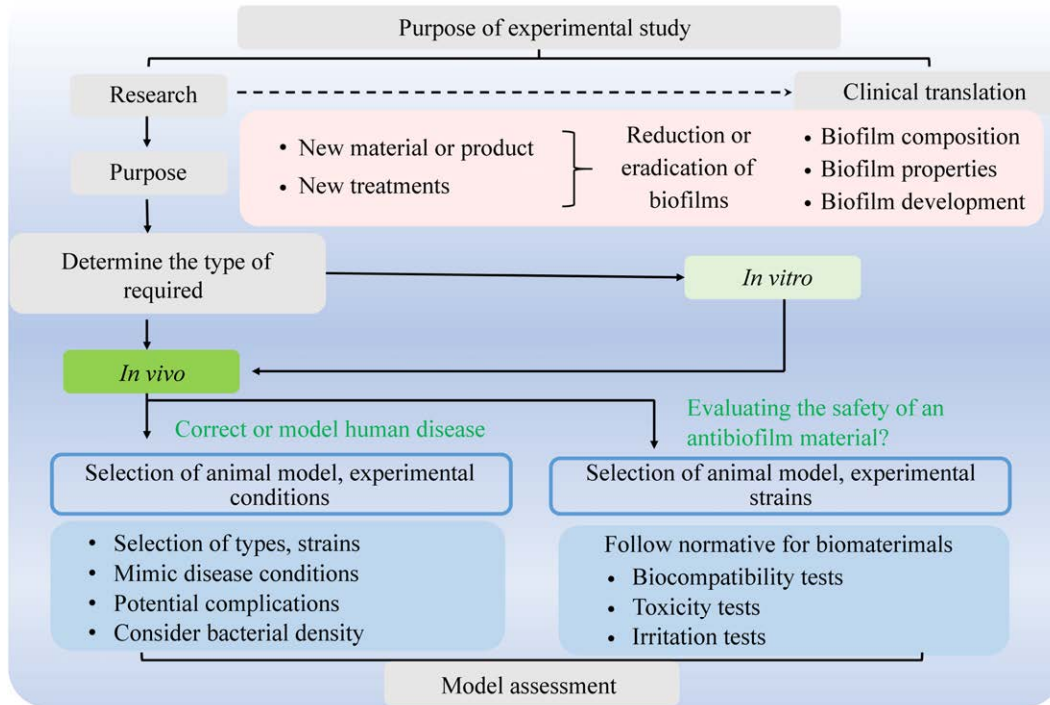 Purpose of experimental study
Research
Clinical translation
Purpose
• New material or product
• New treatments
Reduction or
eradication of
biofilms
• Biofilm composition
• Biofilm properties
• Biofilm development
Determine the type of
required
In vitro
In vivo
Correct or model human disease
Evaluating the safety of an
antibiofilm material?
Selection of animal model, experimental
conditions
Selection of animal model, experimental
strains
• Selection of types, strains
• Mimic disease conditions
• Potential complications
• Consider bacterial density
Follow normative for biomaterimals
• Biocompatibility tests
• Toxicity tests
• Irritation tests
Model assessment